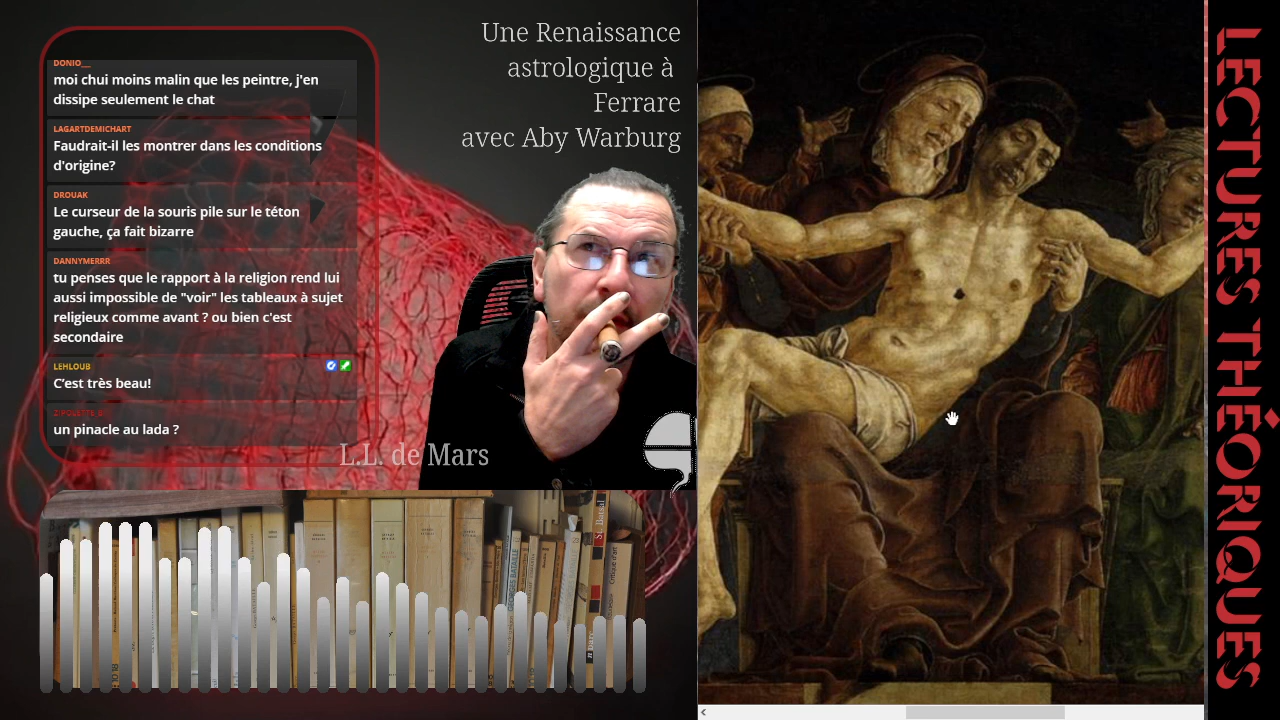 DONIO__
moi chui moins malin que les peintre, j'en
dissipe seulement le chat
LAGARTDEMICHART
Faudrait-il les montrer dans les conditions
d'origine?
DROUAK
Le curseur de la souris pile sur le téton
gauche, ça fait bizarre
DANNYMERRR
tu penses que le rapport à la religion rend lui
aussi impossible de "voir" les tableaux à sujet
religieux comme avant ? ou bien c'est
secondaire
LEHLOUB
C'est très beau!
un pinacle au lada ?
Une Renaissance
astrologique à
Ferrare
avec Aby Warburg
L.L. de Mars
LECTURES THÉORIQUES